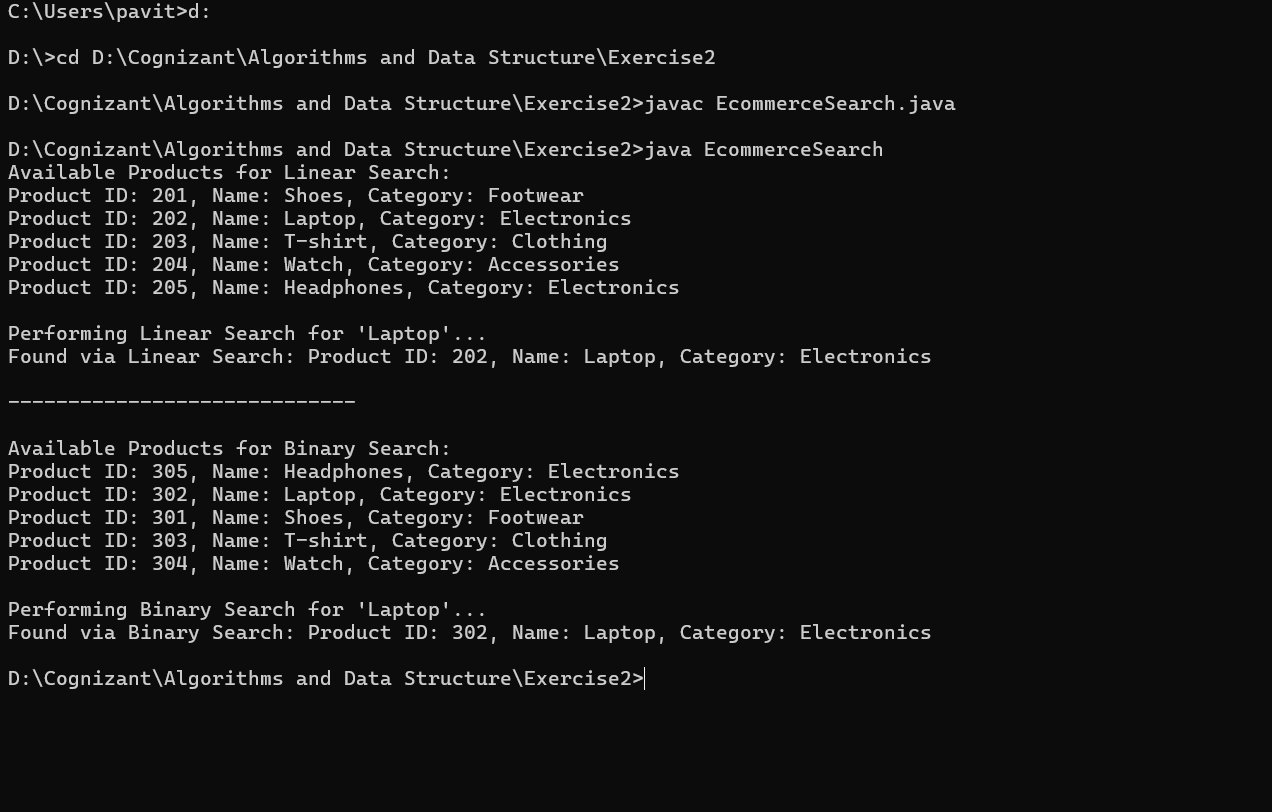 C:\Users\pavit>d:
D:\>cd D:\Cognizant\Algorithms and Data Structure\Exercise2
D:\Cognizant\Algorithms and Data Structure\Exercise2>javac EcommerceSearch.java
D:\Cognizant\Algorithms and Data Structure\Exercise2>java EcommerceSearch
Available Products for Linear Search:
Product ID: 201, Name: Shoes, Category: Footwear
Product ID: 202, Name: Laptop, Category: Electronics
Product ID: 203, Name: T-shirt, Category: Clothing
Product ID: 204, Name: Watch, Category: Accessories
Product ID: 205, Name: Headphones, Category: Electronics
Performing Linear Search for 'Laptop'...
Found via Linear Search: Product ID: 202, Name: Laptop, Category: Electronics
-----------------------------
Available Products for Binary Search:
Product ID: 305, Name: Headphones, Category: Electronics
Product ID: 302, Name: Laptop, Category: Electronics
Product ID: 301, Name: Shoes, Category: Footwear
Product ID: 303, Name: T-shirt, Category: Clothing
Product ID: 304, Name: Watch, Category: Accessories
Performing Binary Search for 'Laptop'...
Found via Binary Search: Product ID: 302, Name: Laptop, Category: Electronics
D:\Cognizant\Algorithms and Data Structure\Exercise2>